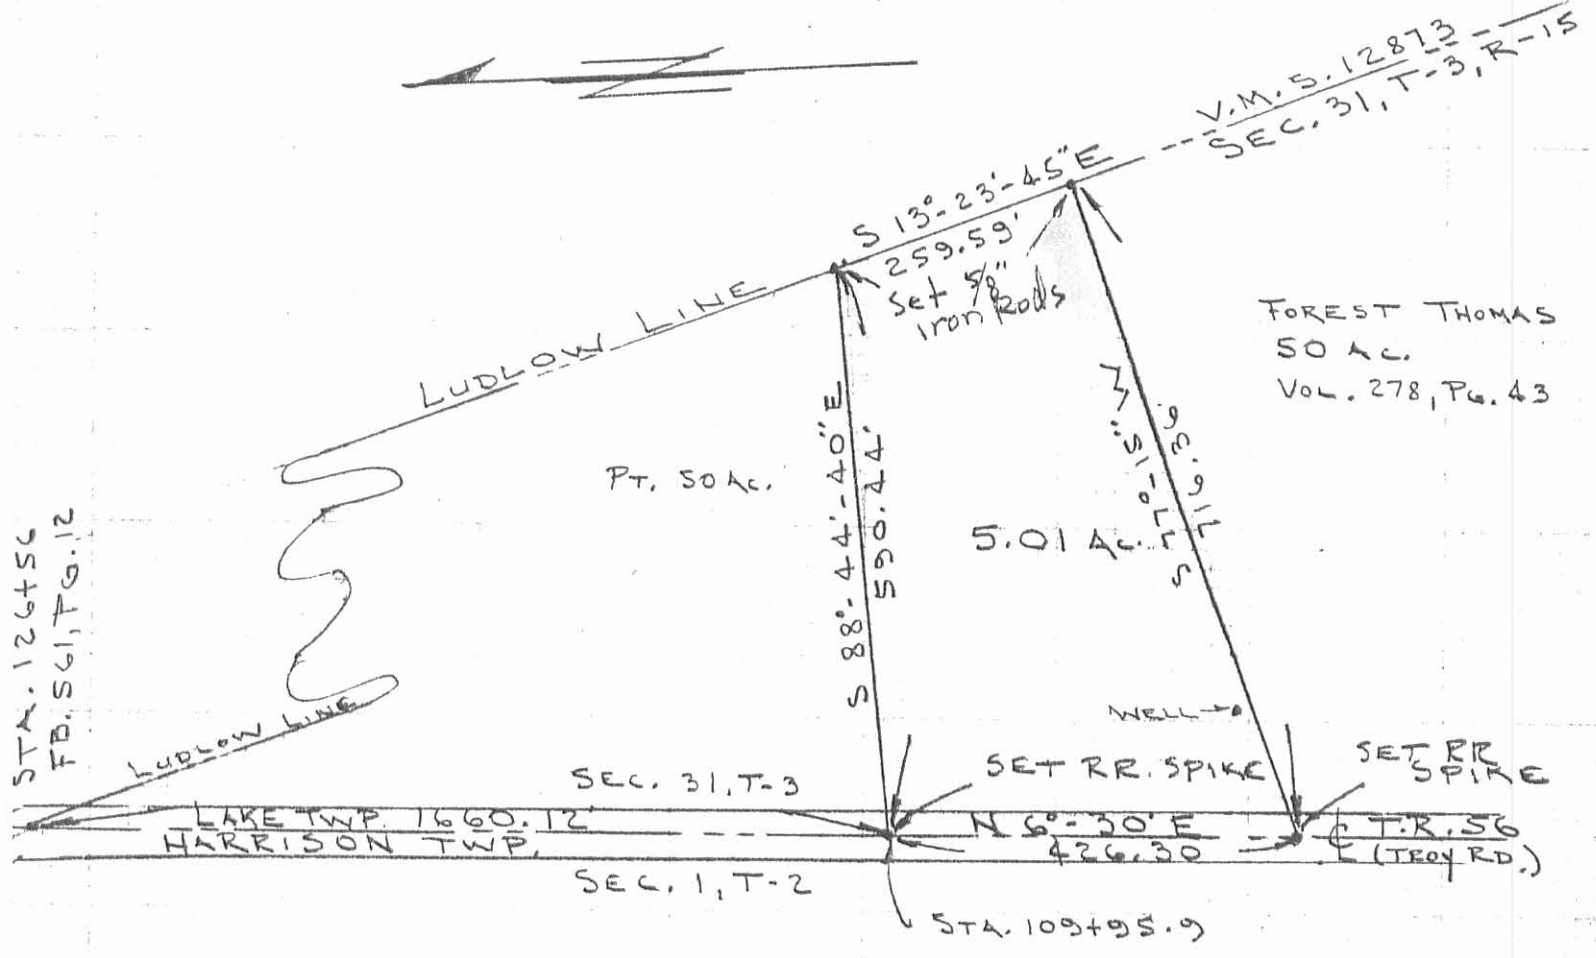 V.M.S. 12873
SEC. 31, T-3, R-15
S 13°-23'-45" E
259.59'
Set 5/8"
Iron Rods
LUDLOW LINE
FOREST THOMAS
50 AC.
VOL. 278, PG. 43
PT. 50 AC.
S 88°-44'-40" E
590.44'
5.01 AC.
716.36
STA. 126+56
FB. 561, PG. 12
LUDLOW LINE
WELL
SET RR. SPIKE
SET RR
SPIKE
SEC. 31, T-3
LAKE TWP. 1660.12'
HARRISON TWP.
N 6°-30' E
426.30
℄ T.R. 56
(TROY RD.)
SEC. 1, T-2
STA. 109+95.9